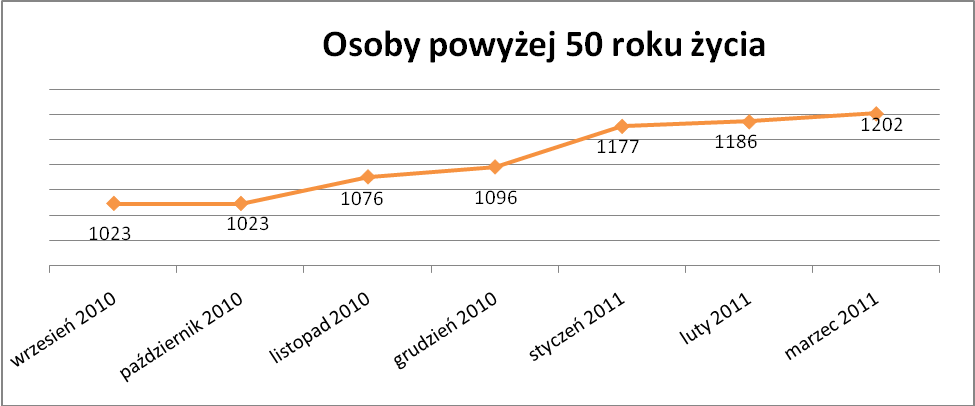 Osoby powyżej 50 roku życia
1023
1023
1076
1096
1177
1186
1202
wrzesień 2010
październik 2010
listopad 2010
grudzień 2010
styczeń 2011
luty 2011
marzec 2011